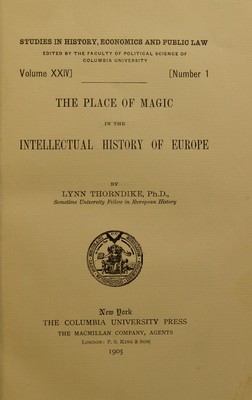 STUDIES IN HISTORY, ECONOMICS AND PUBLIC LAW
EDITED BY THE FACULTY OF POLITICAL SCIENCE OF
COLUMBIA UNIVERSITY
Volume XXIV] [Number 1
THE PLACE OF MAGIC
IN THE
INTELLECTUAL HISTORY OF EUROPE
BY
LYNN THORNDIKE, Ph.D.,
Sometime University Fellow in European History
New York
THE COLUMBIA UNIVERSITY PRESS
THE MACMILLAN COMPANY, AGENTS
LONDON: P. S. KING & SON
1905